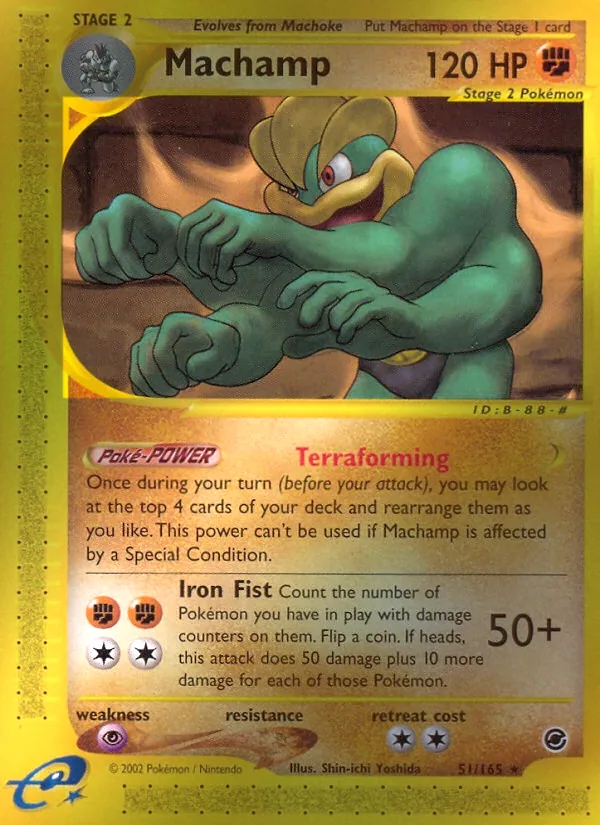 STAGE 2
Evolves from Machoke
Put Machamp on the Stage 1 card
Machamp
120 HP
Stage 2 Pokémon
ID:B-88-#
Poké-POWER
Terraforming
Once during your turn (before your attack), you may look
at the top 4 cards of your deck and rearrange them as
you like. This power can't be used if Machamp is affected
by a Special Condition.
Iron Fist Count the number of
Pokémon you have in play with damage
counters on them. Flip a coin. If heads,
this attack does 50 damage plus 10 more
damage for each of those Pokémon.
50+
weakness
resistance
retreat cost
© 2002 Pokémon / Nintendo
Illus. Shin-ichi Yoshida
51/165 ★
e